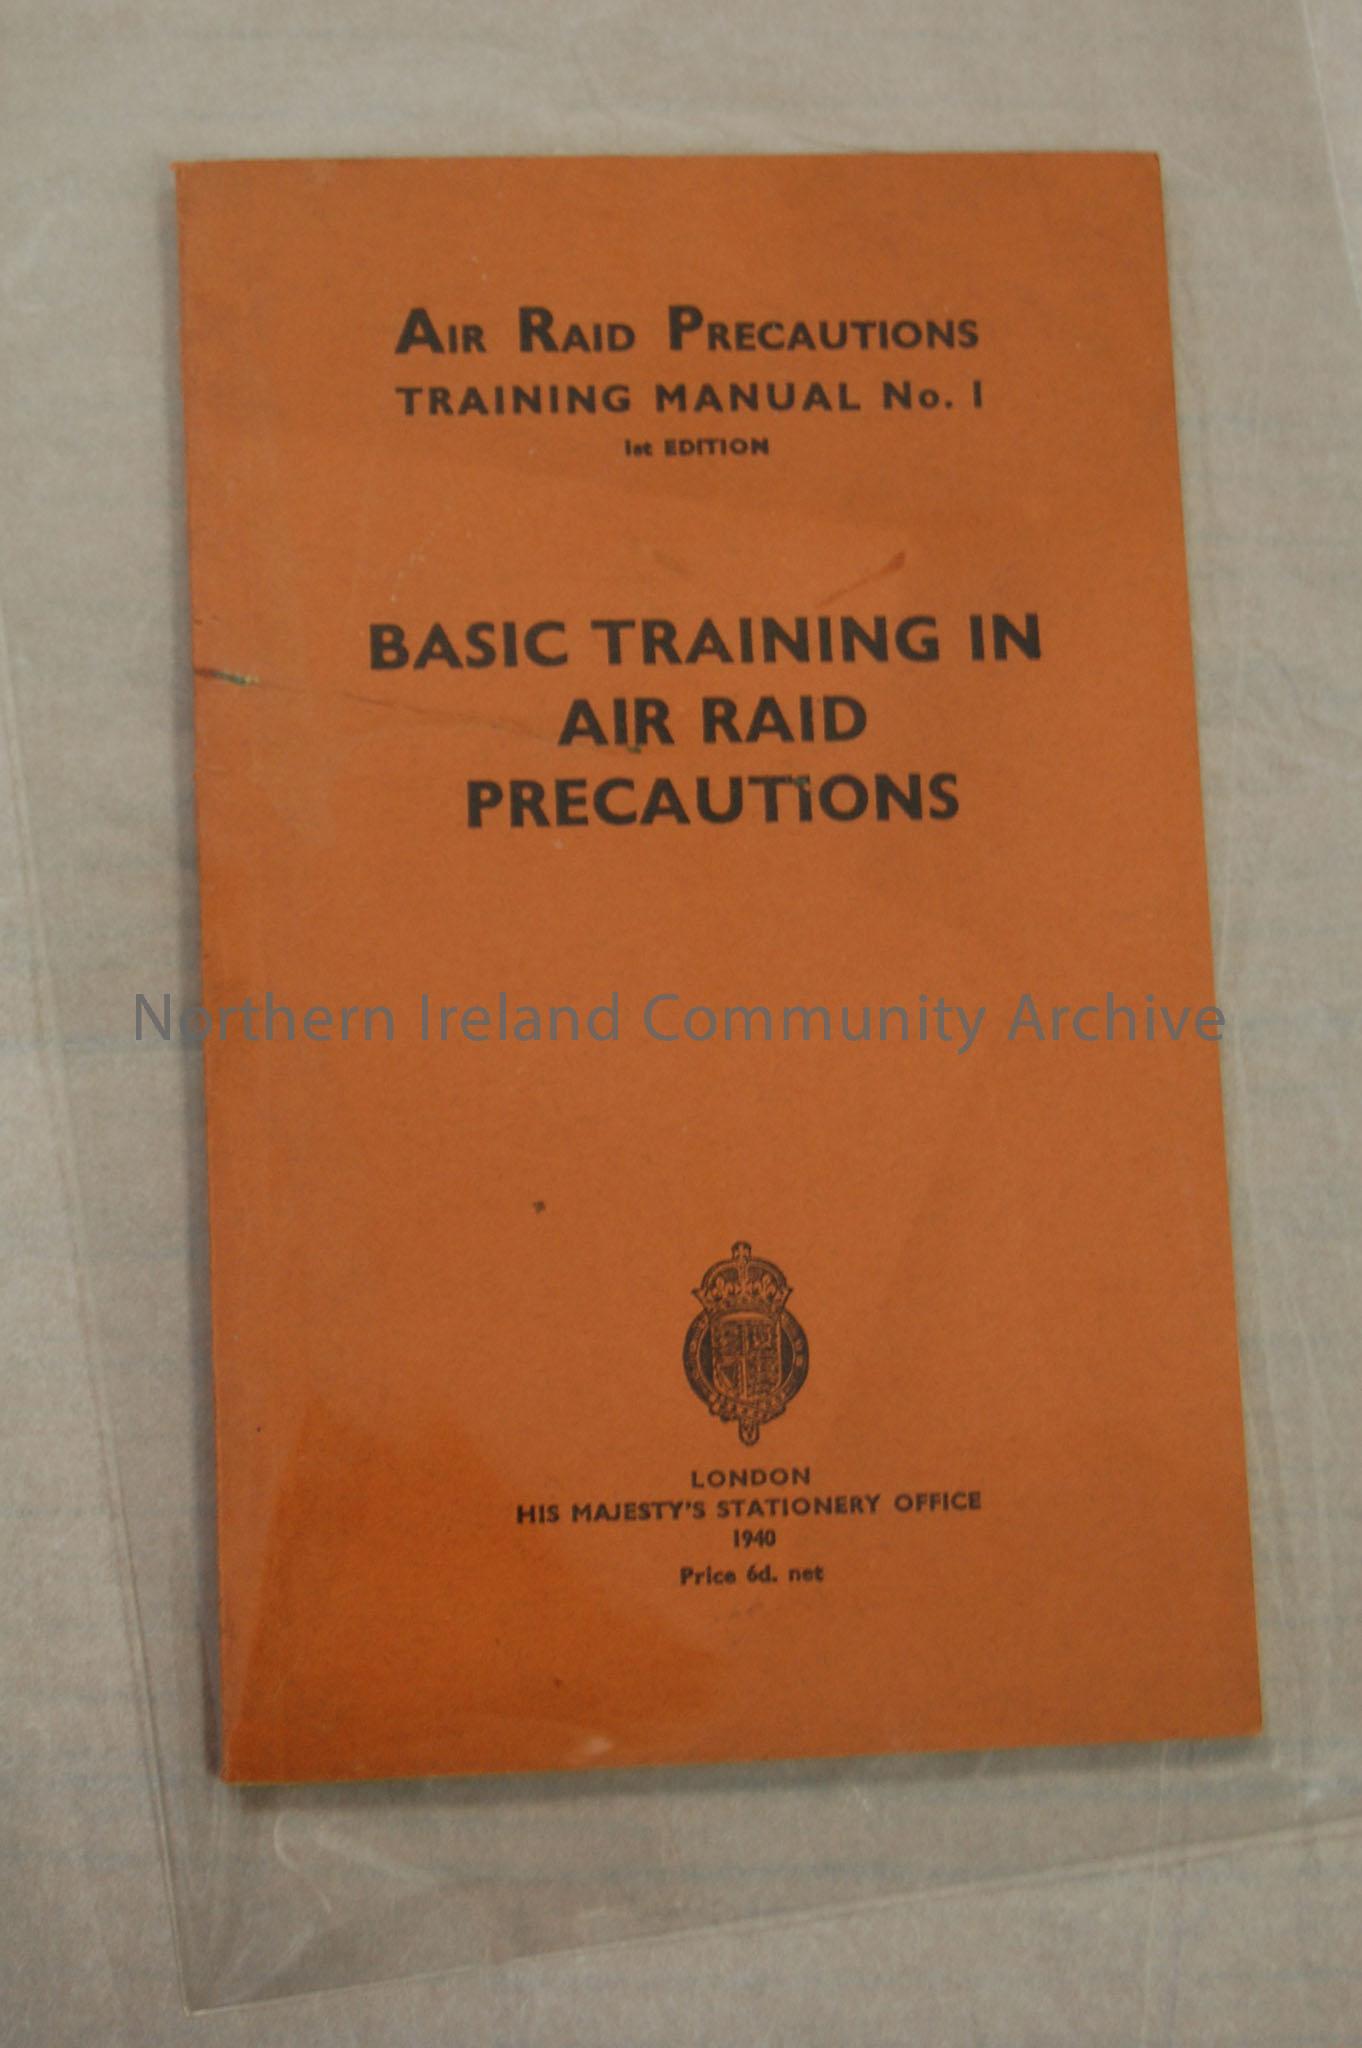 AIR RAID PRECAUTIONS
TRAINING MANUAL No. 1
1st EDITION
BASIC TRAINING IN
AIR RAID
PRECAUTIONS
Northern Ireland Community Archive
LONDON
HIS MAJESTY'S STATIONERY OFFICE
1940
Price 6d. net